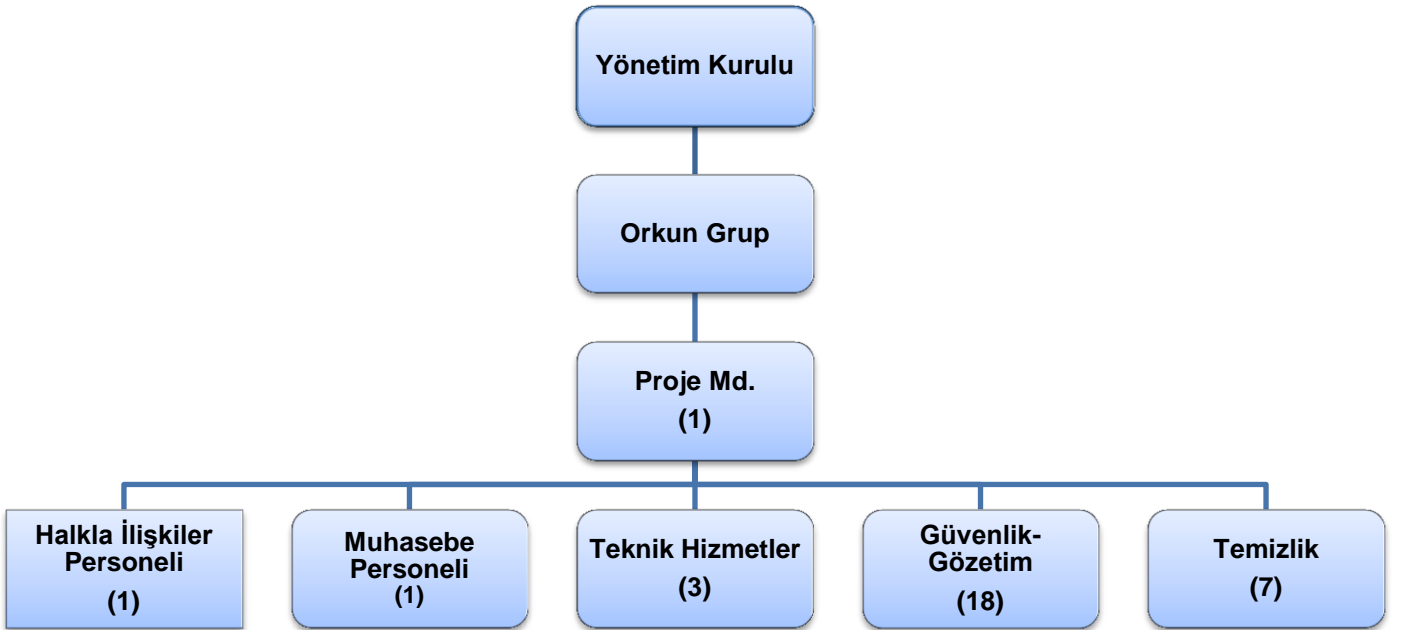 Yönetim Kurulu
Orkun Grup
Proje Md.
(1)
Halkla İlişkiler
Personeli
(1)
Muhasebe
Personeli
(1)
Teknik Hizmetler
(3)
Güvenlik-
Gözetim
(18)
Temizlik
(7)